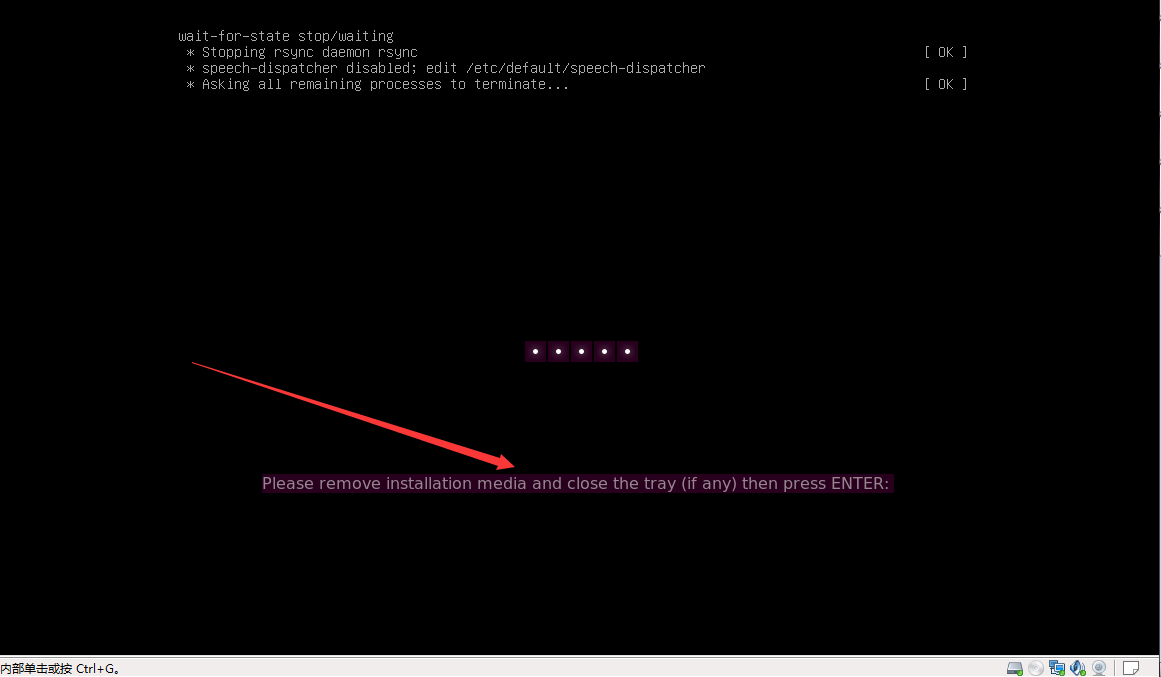 wait-for-state stop/waiting
* Stopping rsync daemon rsync [ OK ]
* speech-dispatcher disabled; edit /etc/default/speech-dispatcher
* Asking all remaining processes to terminate... [ OK ]
Please remove installation media and close the tray (if any) then press ENTER:
内部单击或按 Ctrl+G。